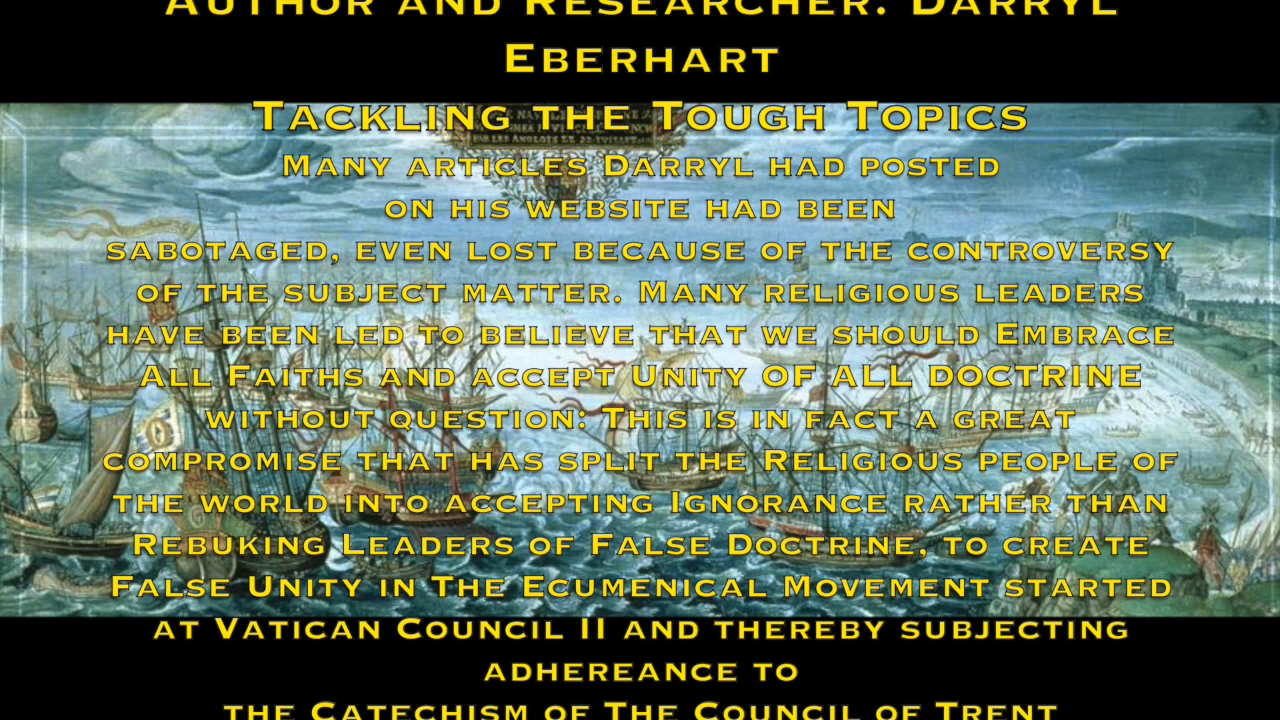 Author and Researcher: Darryl
Eberhart
Tackling the Tough Topics
Many articles Darryl had posted
on his website had been
sabotaged, even lost because of the controversy
of the subject matter. Many religious leaders
have been led to believe that we should Embrace
All Faiths and accept Unity OF ALL DOCTRINE
without question: This is in fact a great
compromise that has split the Religious people of
the world into accepting Ignorance rather than
Rebuking Leaders of False Doctrine, to create
False Unity in The Ecumenical Movement started
at Vatican Council II and thereby subjecting
adhereance to
the Catechism of The Council of Trent